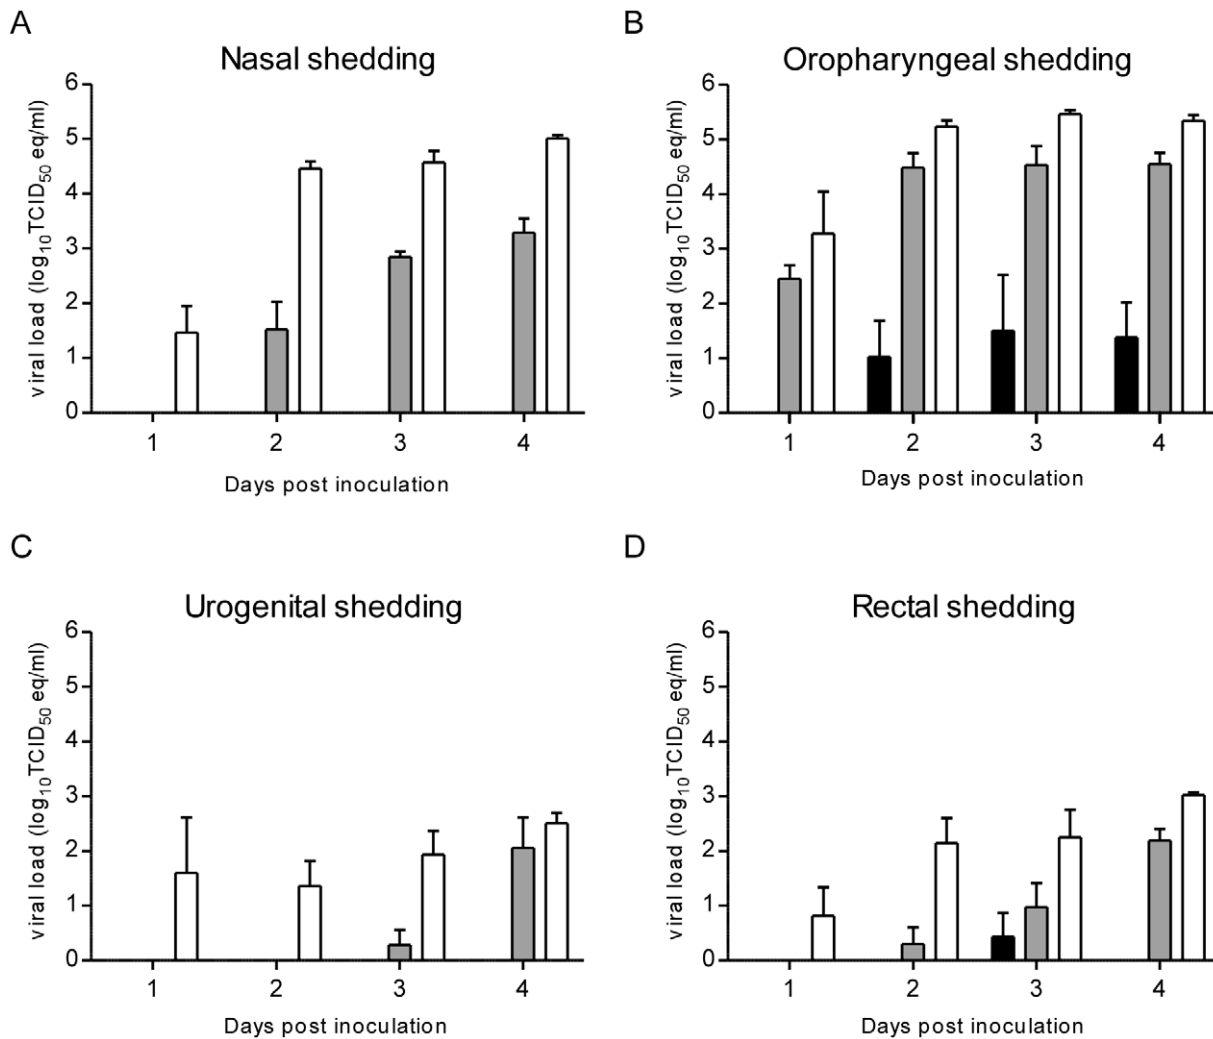 A
Nasal shedding
viral load (log10TCID50 eq/ml)
6
5
4
3
2
1
0
1 2 3 4
Days post inoculation
B
Oropharyngeal shedding
viral load (log10TCID50 eq/ml)
6
5
4
3
2
1
0
1 2 3 4
Days post inoculation
C
Urogenital shedding
viral load (log10TCID50 eq/ml)
6
5
4
3
2
1
0
1 2 3 4
Days post inoculation
D
Rectal shedding
viral load (log10TCID50 eq/ml)
6
5
4
3
2
1
0
1 2 3 4
Days post inoculation